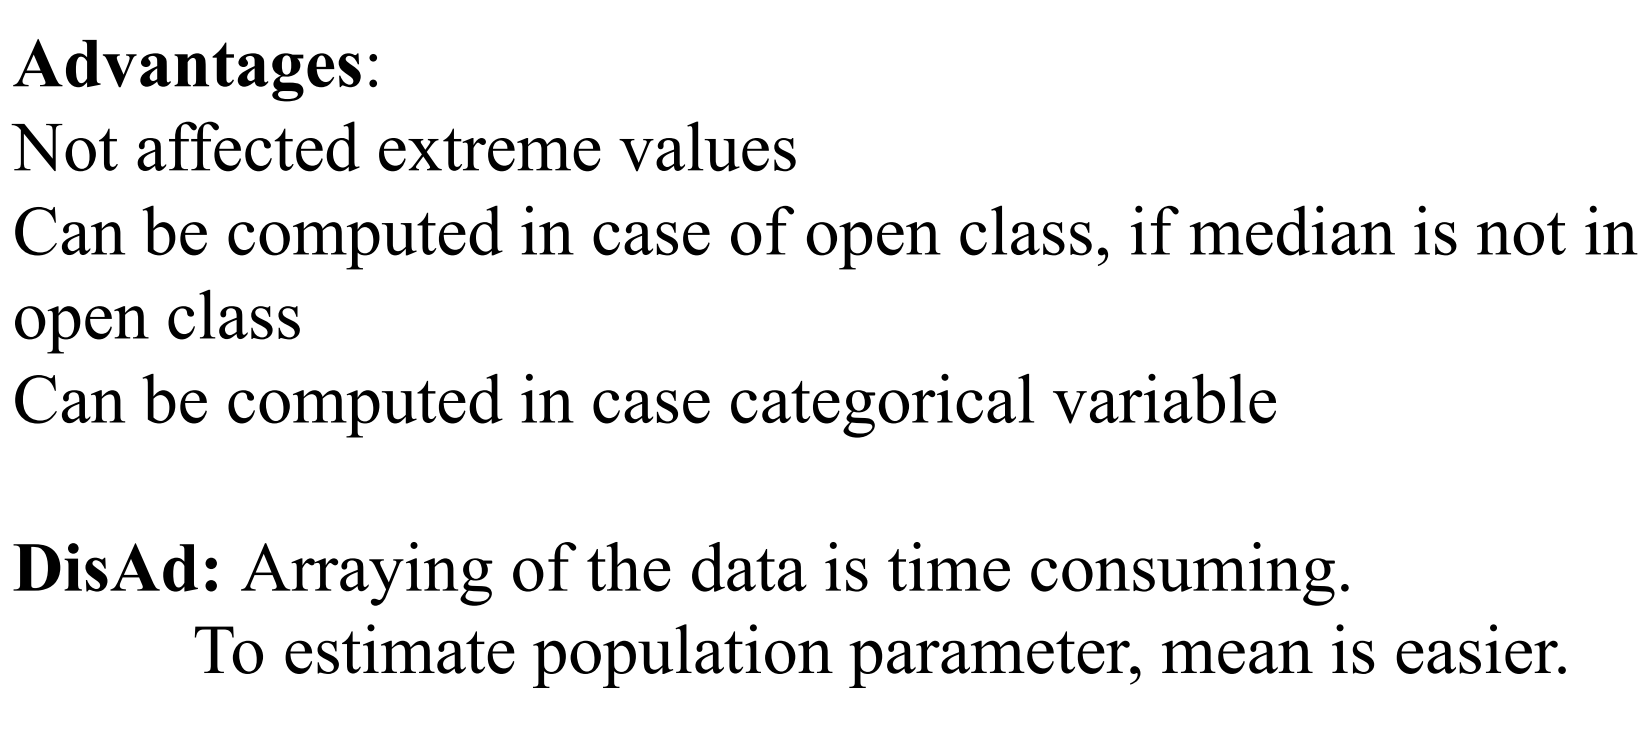 Advantages:
Not affected extreme values
Can be computed in case of open class, if median is not in
open class
Can be computed in case categorical variable
DisAd: Arraying of the data is time consuming.
To estimate population parameter, mean is easier.